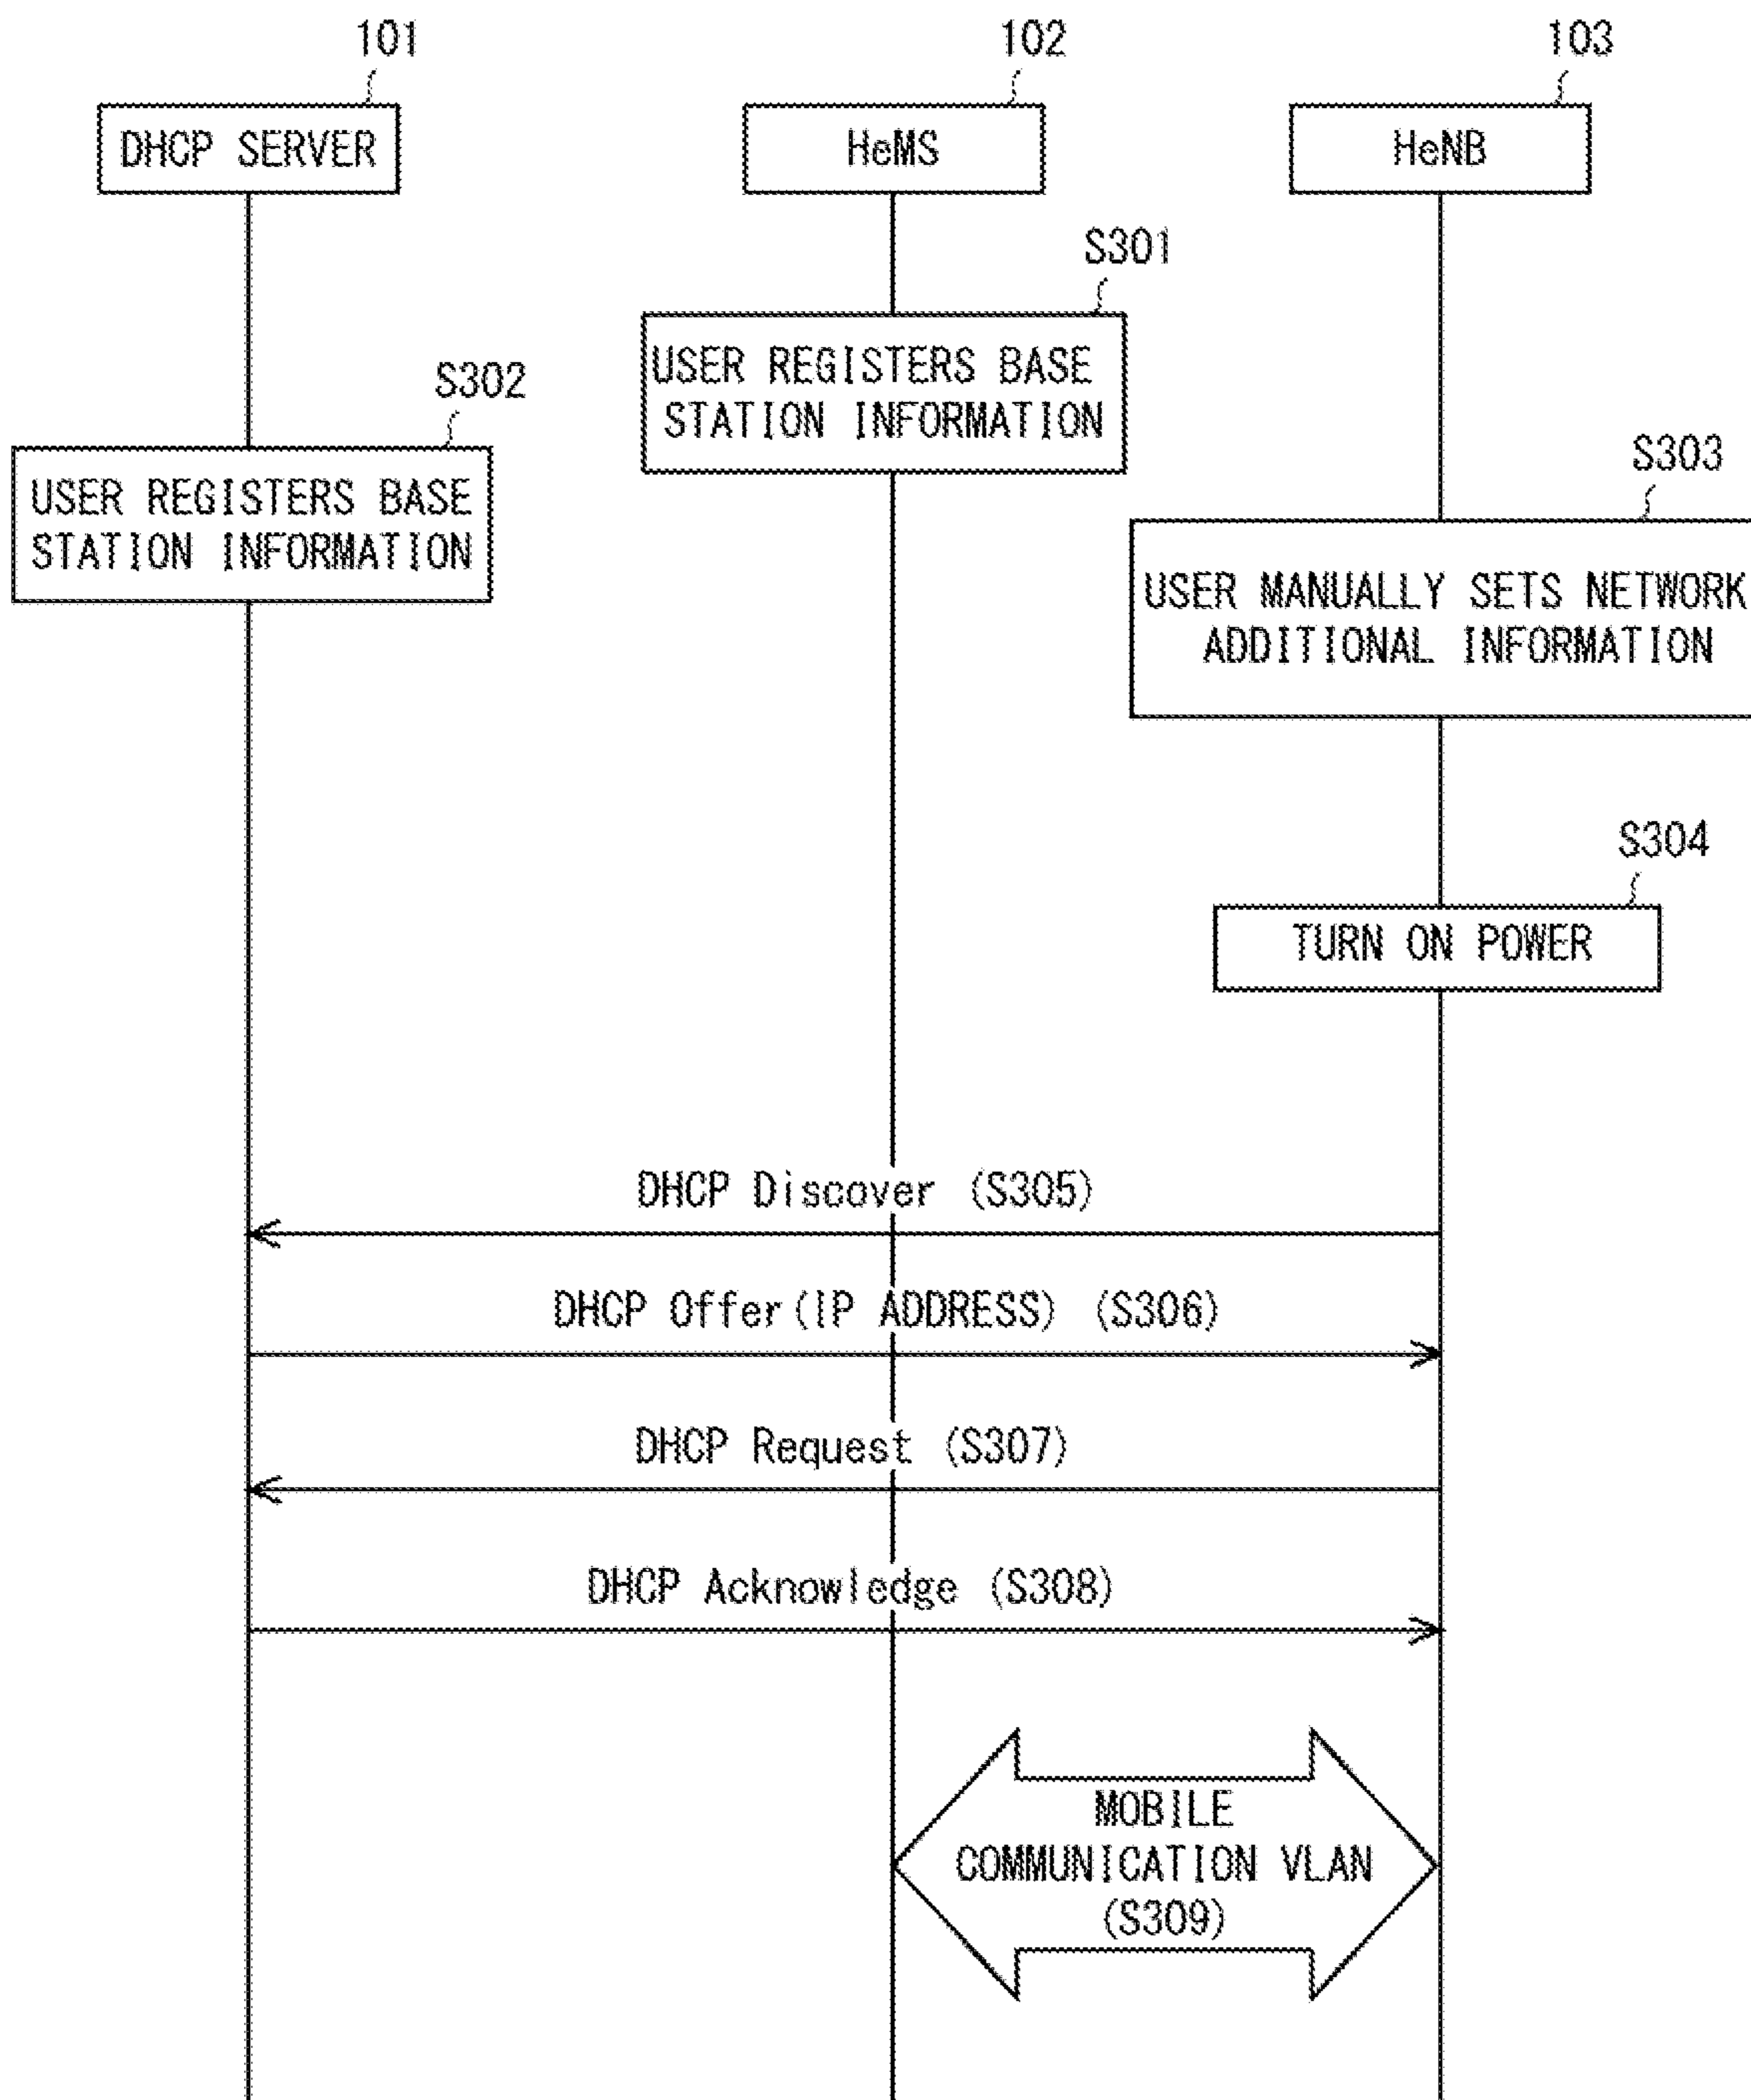 101
102
103
DHCP SERVER
HeMS
HeNB
S301
USER REGISTERS BASE
STATION INFORMATION
S302
USER REGISTERS BASE
STATION INFORMATION
S303
USER MANUALLY SETS NETWORK
ADDITIONAL INFORMATION
S304
TURN ON POWER
DHCP Discover (S305)
DHCP Offer(IP ADDRESS) (S306)
DHCP Request (S307)
DHCP Acknowledge (S308)
MOBILE
COMMUNICATION VLAN
(S309)